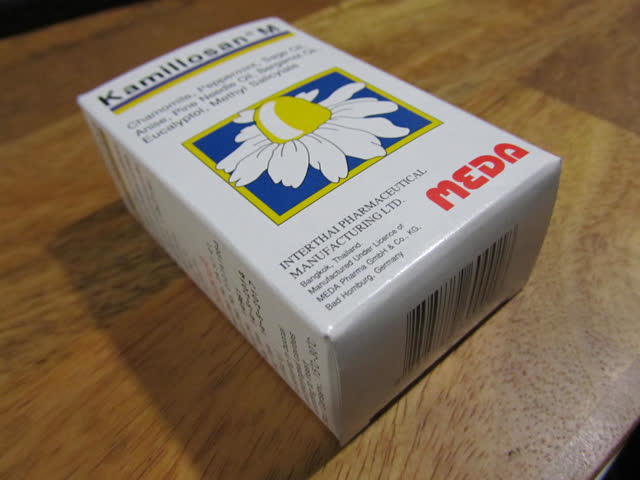 Kamillosan® M
Chamomile, Peppermint, Sage Oil,
Anise, Pine Needle Oil, Bergamot Oil,
Eucalyptol, Methyl Salicylate
MEDA
INTERTHAI PHARMACEUTICAL
MANUFACTURING LTD.
Bangkok, Thailand.
Manufactured Under Licence of
MEDA Pharma GmbH & Co., KG.
Bad Homburg, Germany